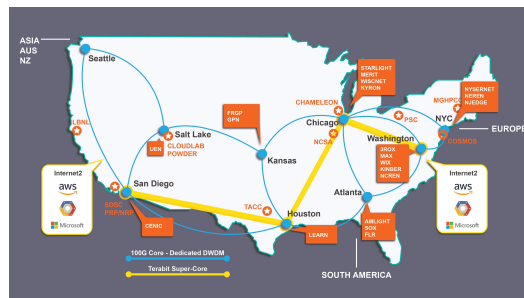 ASIA
AUS
NZ
Seattle
LBNL
Salt Lake
UEN
CLOUDLAB
POWDER
FRGP
GPN
Kansas
STARLIGHT
MERIT
WISCNET
KYRON
CHAMELEON
Chicago
NCSA
PSC
MGHPCC
NYSERNET
NEREN
NJEDGE
NYC
EUROPE
COSMOS
Washington
3ROX
MAX
WIX
KINBER
NCREN
Internet2
aws
Microsoft
San Diego
SDSC
PRP/NRP
CENIC
TACC
Houston
LEARN
Atlanta
AMLIGHT
SOX
FLR
Internet2
aws
Microsoft
SOUTH AMERICA
100G Core - Dedicated DWDM
Terabit Super-Core